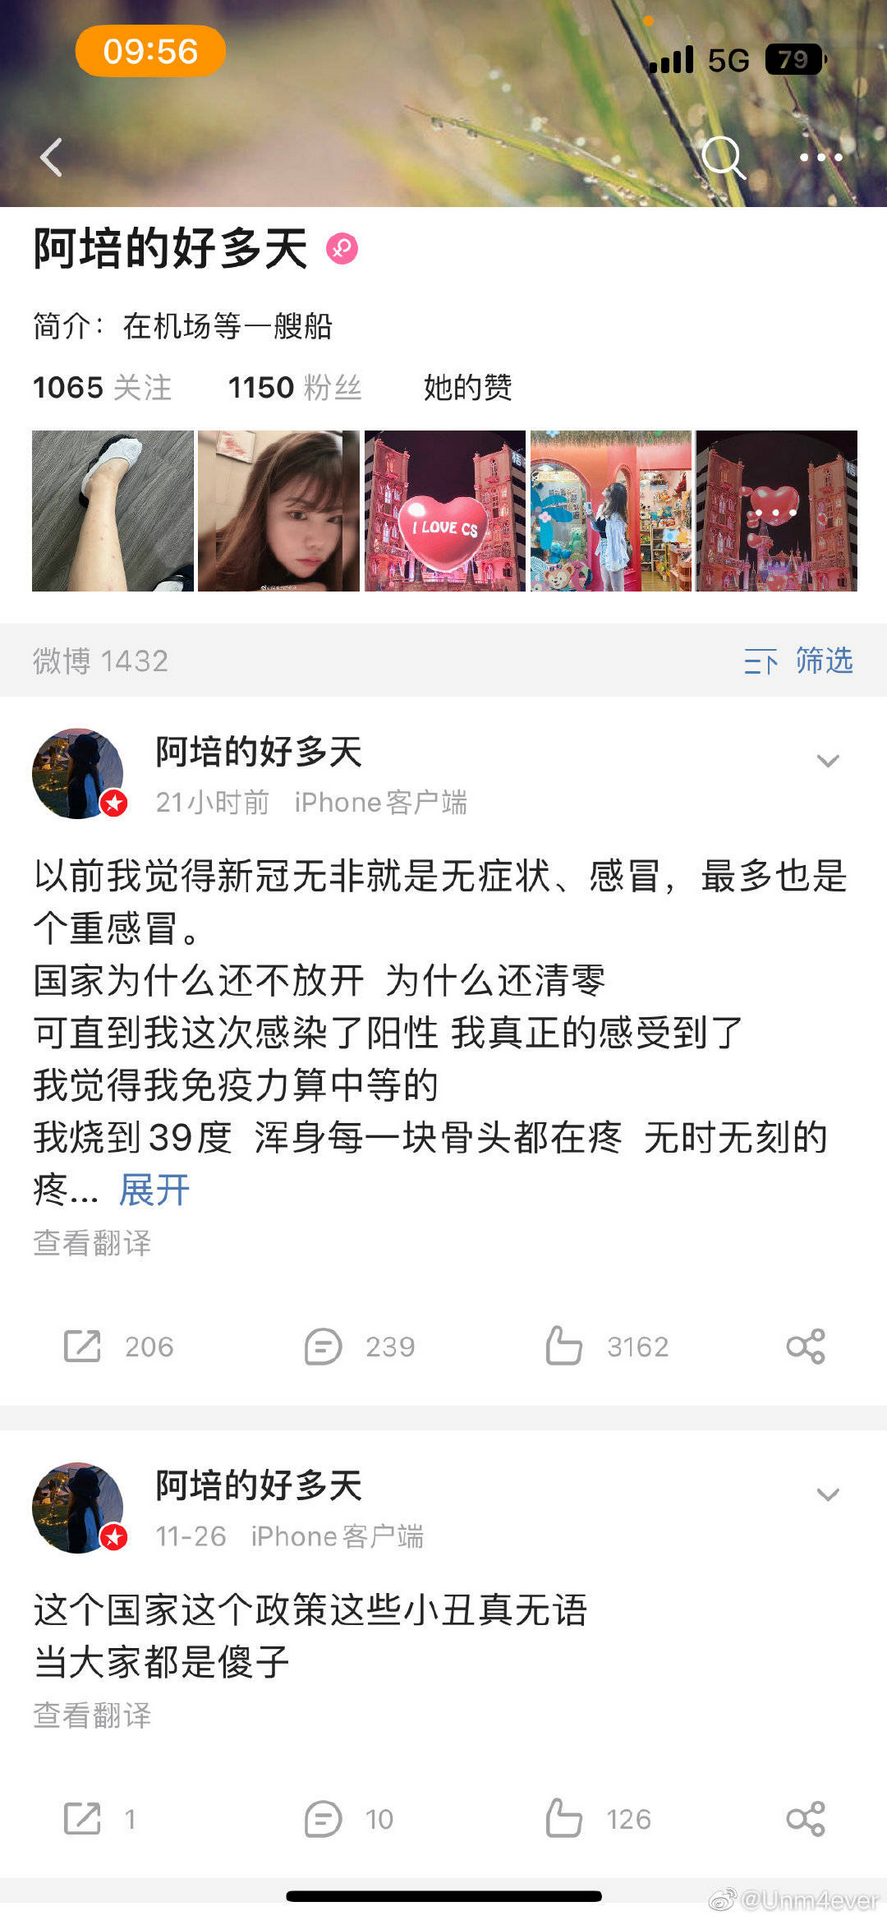 09:56
5G 79
阿培的好多天
简介：在机场等一艘船
1065 关注 1150 粉丝 她的赞
I LOVE CS
微博 1432 筛选
阿培的好多天
21小时前 iPhone客户端
以前我觉得新冠无非就是无症状、感冒，最多也是
个重感冒。
国家为什么还不放开 为什么还清零
可直到我这次感染了阳性 我真正的感受到了
我觉得我免疫力算中等的
我烧到39度 浑身每一块骨头都在疼 无时无刻的
疼... 展开
查看翻译
206 239 3162
阿培的好多天
11-26 iPhone客户端
这个国家这个政策这些小丑真无语
当大家都是傻子
查看翻译
1 10 126
@Unm4ever